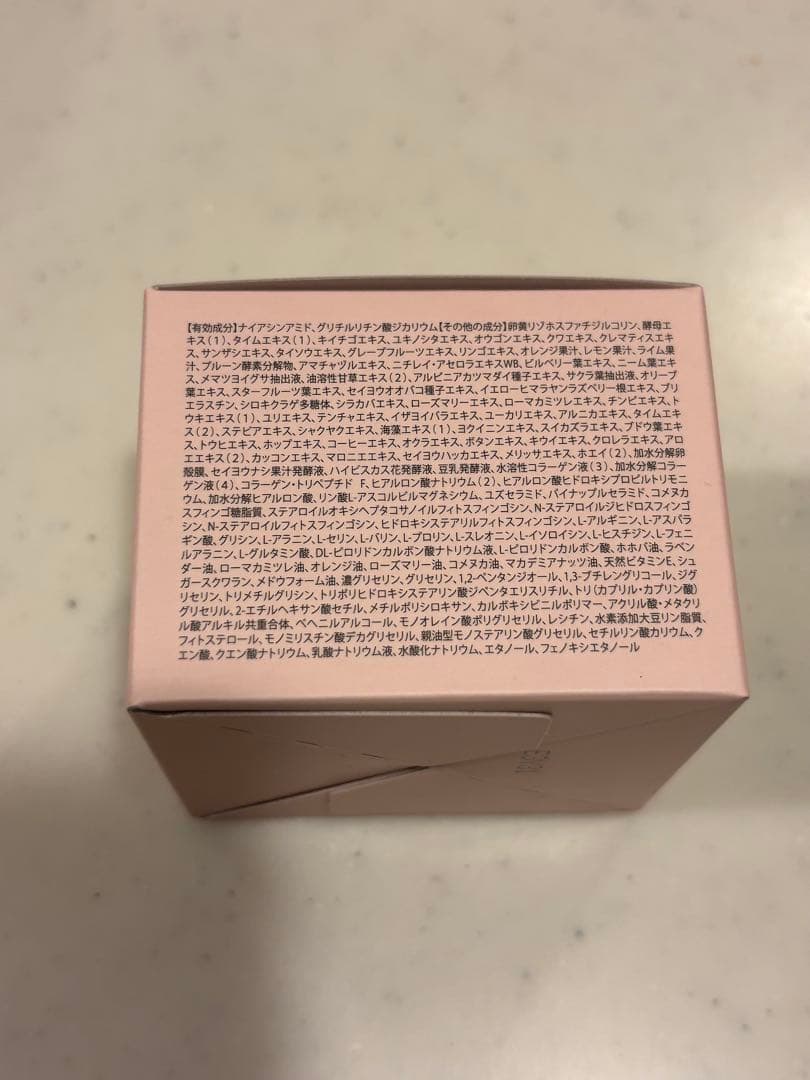 【有効成分】ナイアシンアミド、グリチルリチン酸ジカリウム【その他の成分】卵黄リゾホスファチジルコリン、酵母エ
キス（1）、タイムエキス（1）、キイチゴエキス、ユキノシタエキス、オウゴンエキス、クワエキス、クレマティスエキ
ス、サンザシエキス、タイソウエキス、グレープフルーツエキス、リンゴエキス、オレンジ果汁、レモン果汁、ライム果
汁、プルーン酵素分解物、アマチャヅルエキス、ニチレイ・アセロラエキスWB、ビルベリー葉エキス、ニーム葉エキ
ス、メマツヨイグサ抽出液、油溶性甘草エキス（2）、アルピニアカツマダイ種子エキス、サクラ葉抽出液、オリーブ
葉エキス、スターフルーツ葉エキス、セイヨウオオバコ種子エキス、イエローヒマラヤンラズベリー根エキス、プリ
エラスチン、シロキクラゲ多糖体、シラカバエキス、ローズマリーエキス、ローマカミツレエキス、チンピエキス、ト
ウキエキス（1）、ユリエキス、テンチャエキス、イザヨイバラエキス、ユーカリエキス、アルニカエキス、タイムエキ
ス（2）、ステビアエキス、シャクヤクエキス、海藻エキス（1）、ヨクイニンエキス、スイカズラエキス、ブドウ葉エキ
ス、トウヒエキス、ホップエキス、コーヒーエキス、オクラエキス、ボタンエキス、キウイエキス、クロレラエキス、アロ
エエキス（2）、カッコンエキス、マロニエエキス、セイヨウハッカエキス、メリッサエキス、ホエイ（2）、加水分解卵
殻膜、セイヨウナシ果汁発酵液、ハイビスカス花発酵液、豆乳発酵液、水溶性コラーゲン液（3）、加水分解コラー
ゲン液（4）、コラーゲン・トリペプチド F、ヒアルロン酸ナトリウム（2）、ヒアルロン酸ヒドロキシプロピルトリモニ
ウム、加水分解ヒアルロン酸、リン酸L-アスコルビルマグネシウム、ユズセラミド、パイナップルセラミド、コメヌカ
スフィンゴ糖脂質、ステアロイルオキシヘプタコサノイルフィトスフィンゴシン、N-ステアロイルジヒドロスフィンゴ
シン、N-ステアロイルフィトスフィンゴシン、ヒドロキシステアリルフィトスフィンゴシン、L-アルギニン、L-アスパラ
ギン酸、グリシン、L-アラニン、L-セリン、L-バリン、L-プロリン、L-スレオニン、L-イソロイシン、L-ヒスチジン、L-フェニ
ルアラニン、L-グルタミン酸、DL-ピロリドンカルボン酸ナトリウム液、L-ピロリドンカルボン酸、ホホバ油、ラベン
ダー油、ローマカミツレ油、オレンジ油、ローズマリー油、コメヌカ油、マカデミアナッツ油、天然ビタミンE、シュ
ガースクワラン、メドウフォーム油、濃グリセリン、グリセリン、1,2-ペンタンジオール、1,3-ブチレングリコール、ジグ
リセリン、トリメチルグリシン、トリポリヒドロキシステアリン酸ジペンタエリスリチル、トリ（カプリル・カプリン酸）
グリセリル、2-エチルヘキサン酸セチル、メチルポリシロキサン、カルボキシビニルポリマー、アクリル酸・メタクリ
ル酸アルキル共重合体、ベヘニルアルコール、モノオレイン酸ポリグリセリル、レシチン、水素添加大豆リン脂質、
フィトステロール、モノミリスチン酸デカグリセリル、親油型モノステアリン酸グリセリル、セチルリン酸カリウム、ク
エン酸、クエン酸ナトリウム、乳酸ナトリウム液、水酸化ナトリウム、エタノール、フェノキシエタノール